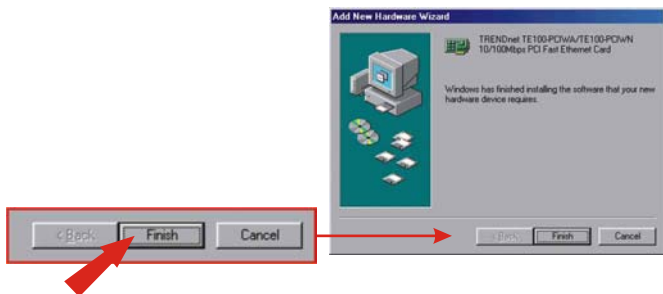 Add New Hardware Wizard
TRENDnet TE100-PCIWA/TE100-PCIWN
10/100Mbps PCI Fast Ethernet Card
Windows has finished installing the software that your new
hardware device requires.
< Back
Finish
Cancel
< Back
Finish
Cancel